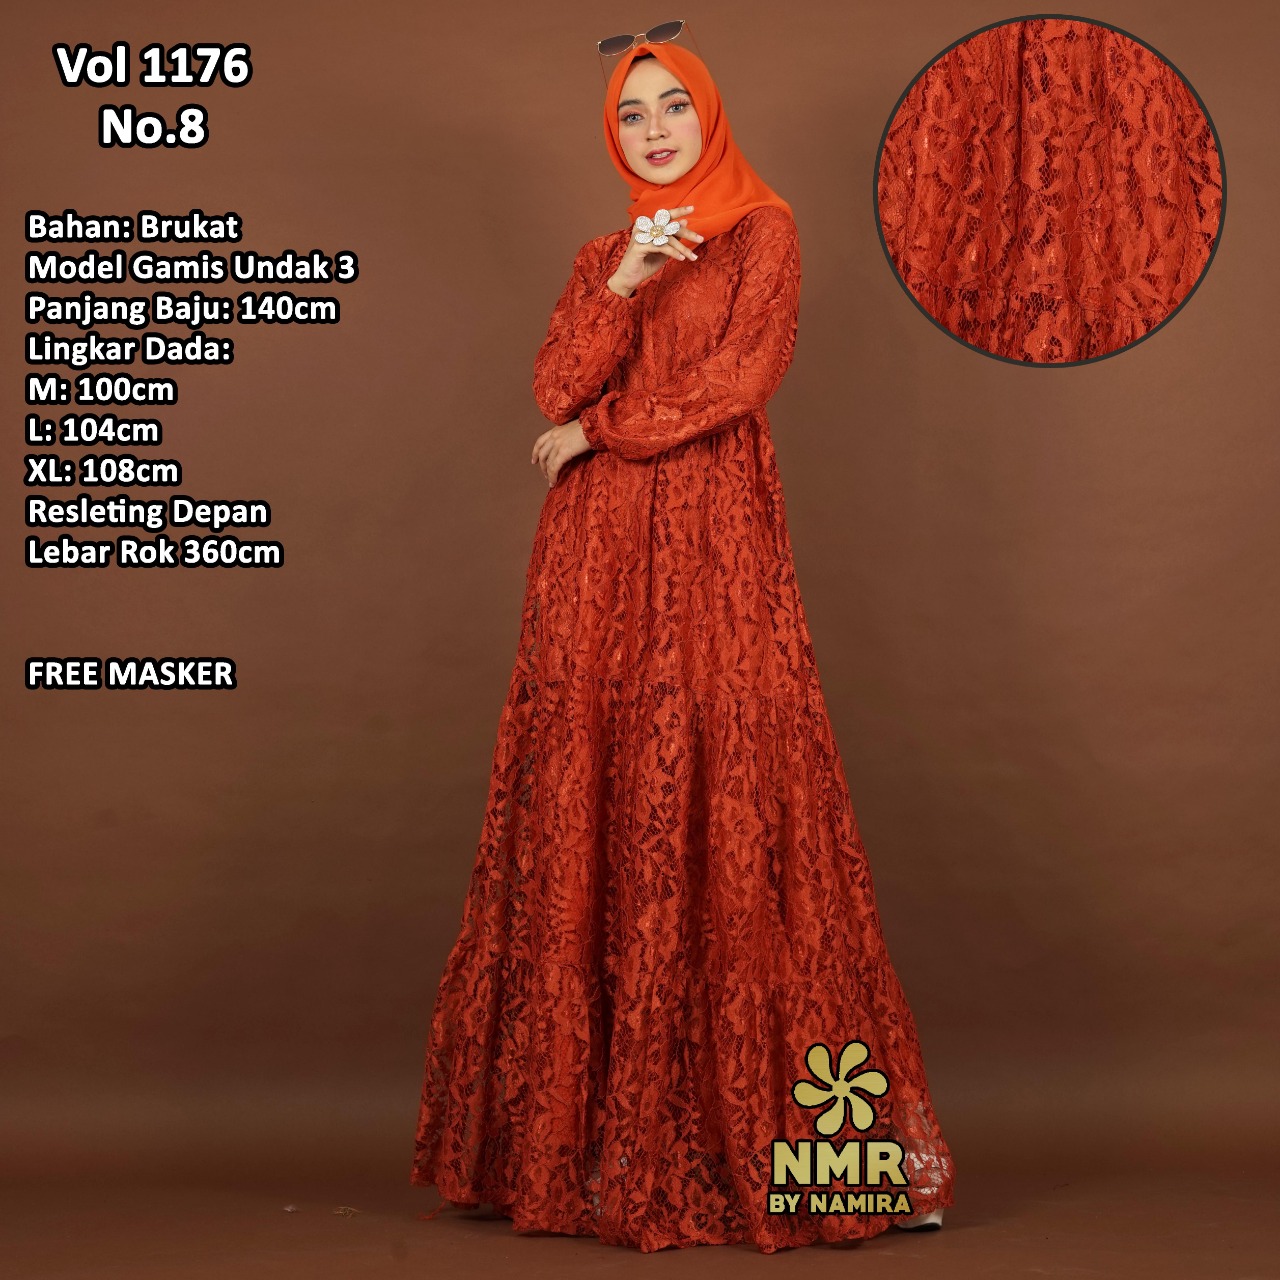 Vol 1176
No.8
Bahan: Brukat
Model Gamis Undak 3
Panjang Baju: 140cm
Lingkar Dada:
M: 100cm
L: 104cm
XL: 108cm
Resleting Depan
Lebar Rok 360cm
FREE MASKER
NMR
BY NAMIRA